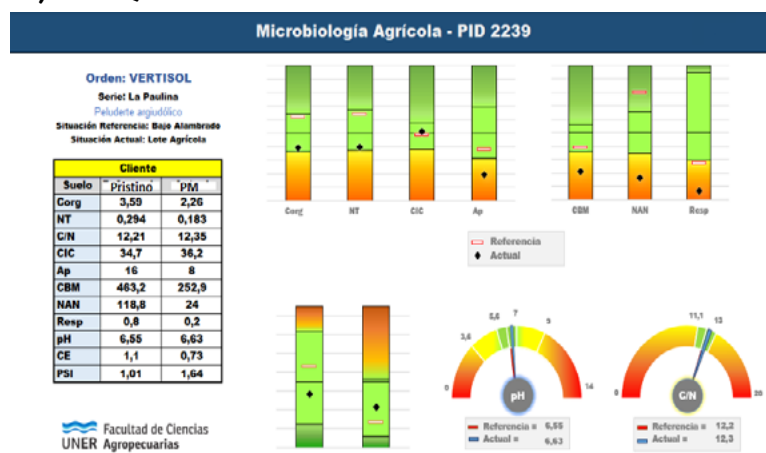 Microbiología Agrícola - PID 2239
Orden: VERTISOL
Serie: La Paulina
Peluderte argiudólico
Situación Referencia: Bajo Alambrado
Situación Actual: Lote Agrícola
Cliente
Suelo Pristino PM
Corg 3,59 2,26
NT 0,294 0,183
C/N 12,21 12,35
CIC 34,7 36,2
Ap 16 8
CBM 463,2 252,9
NAN 118,8 24
Resp 0,8 0,2
pH 6,55 6,63
CE 1,1 0,73
PSI 1,01 1,64
UNER Facultad de Ciencias Agropecuarias
Corg NT CIC Ap
CBM NAN Resp
Referencia
Actual
0 3,6 5,5 7 9 14
pH
Referencia = 6,55
Actual = 6,63
0 11,1 13 20
C/N
Referencia = 12,2
Actual = 12,3